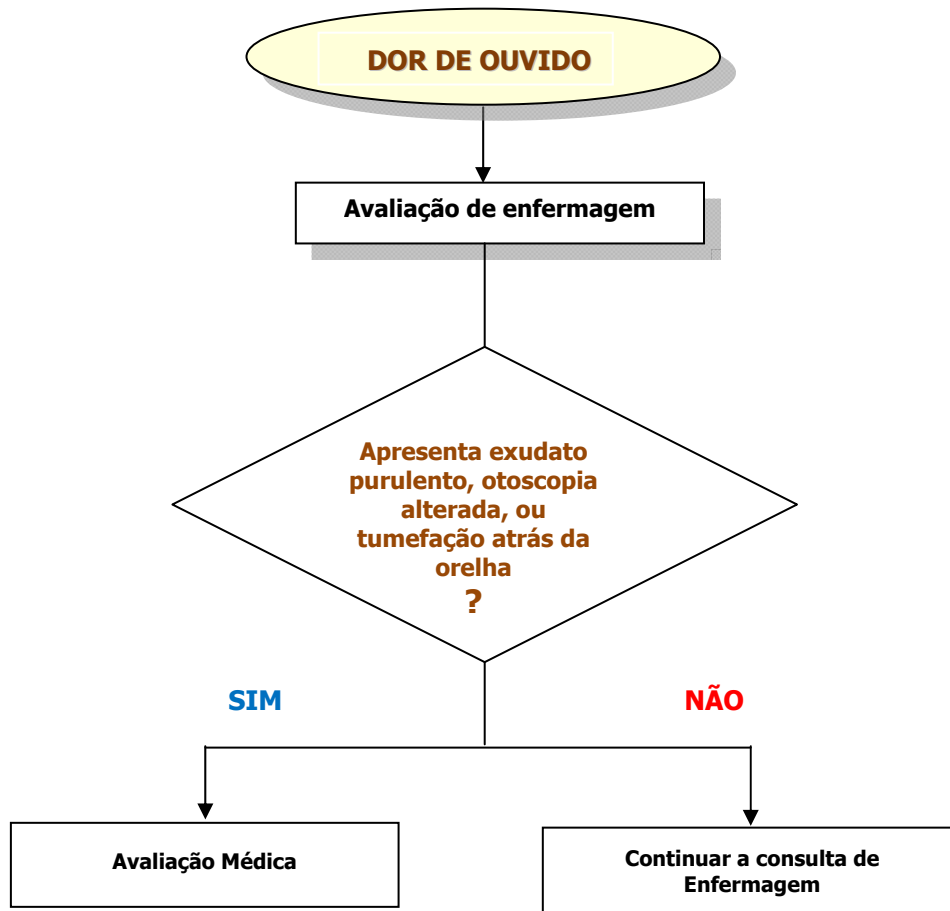 DOR DE OUVIDO
Avaliação de enfermagem
Apresenta exudato
purulento, otoscopia
alterada, ou
tumefação atrás da
orelha
?
SIM
NÃO
Avaliação Médica
Continuar a consulta de
Enfermagem